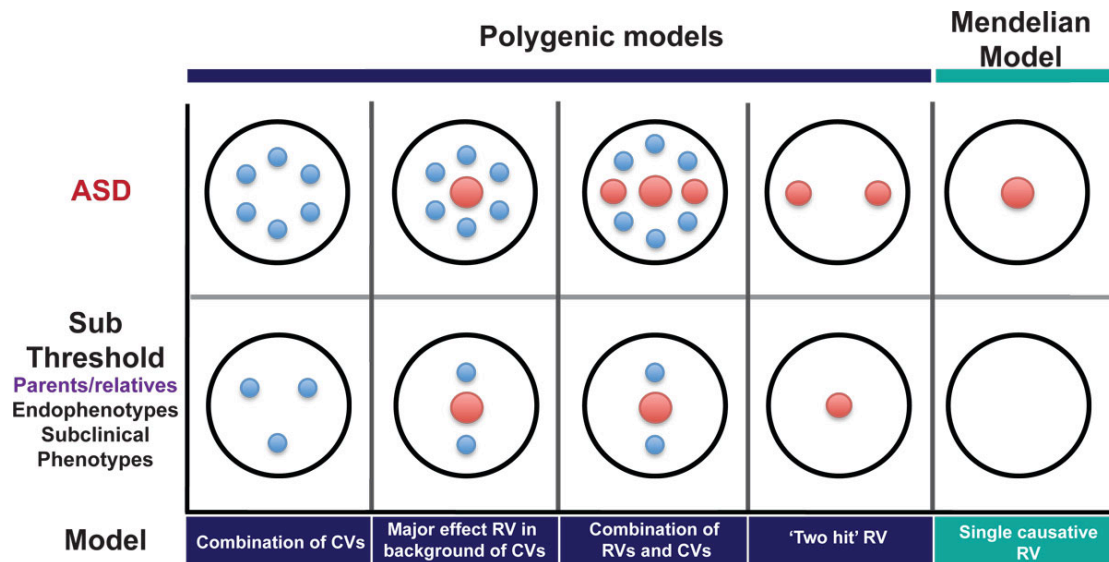 Polygenic models
Mendelian
Model
ASD
Sub
Threshold
Parents/relatives
Endophenotypes
Subclinical
Phenotypes
Model
Combination of CVs
Major effect RV in
background of CVs
Combination of
RVs and CVs
‘Two hit’ RV
Single causative
RV